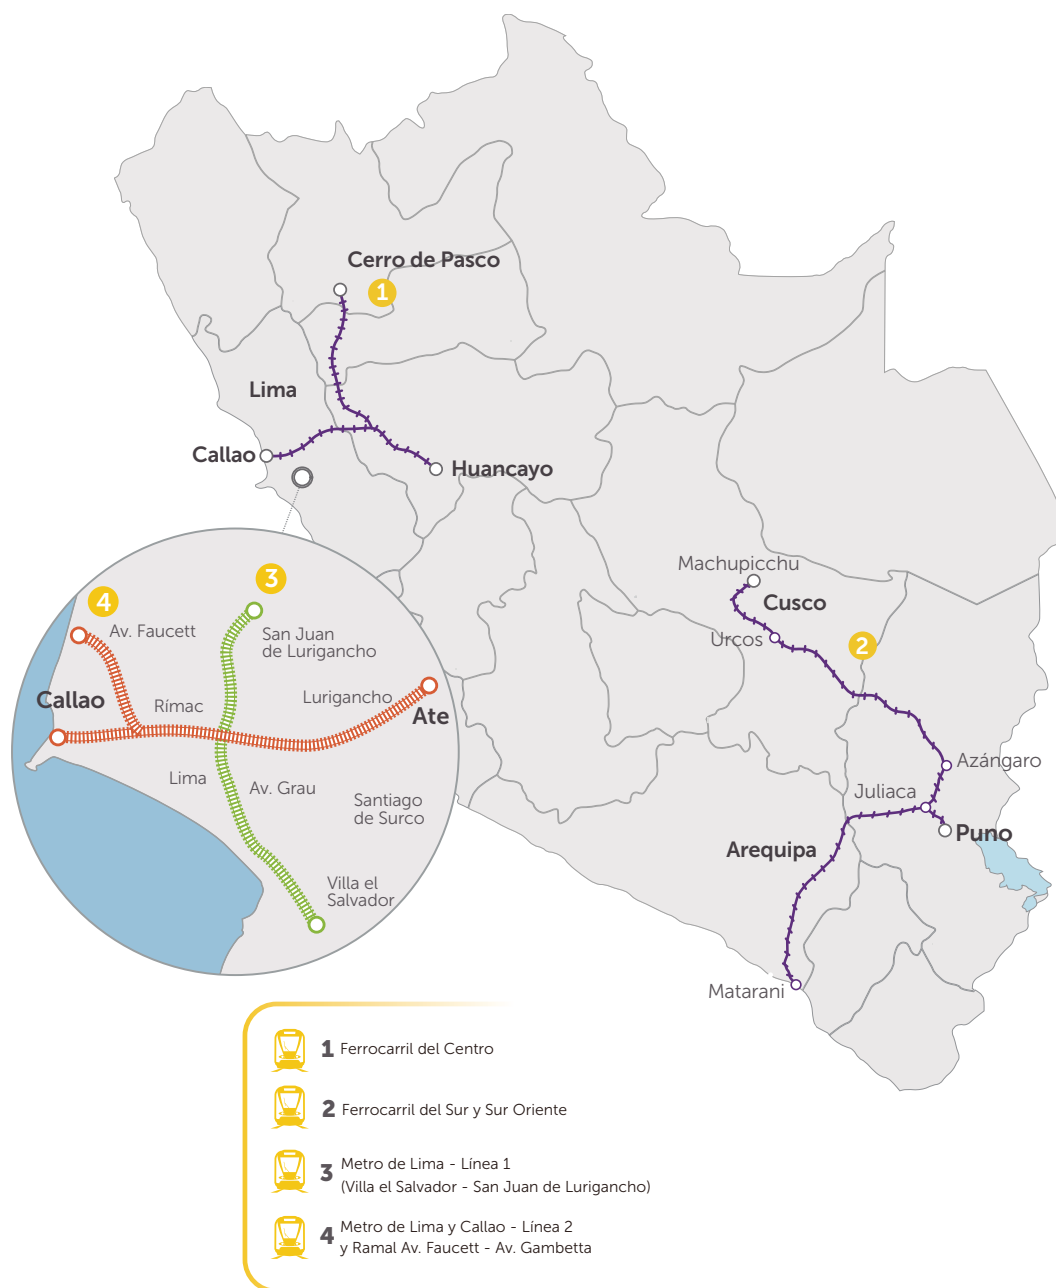 Cerro de Pasco
1
Lima
Callao
Huancayo
Machupicchu
Cusco
Urcos
2
Azángaro
Juliaca
Puno
Arequipa
Matarani
3
4
Av. Faucett
San Juan
de Lurigancho
Callao
Rímac
Lurigancho
Ate
Lima
Av. Grau
Santiago
de Surco
Villa el
Salvador
1 Ferrocarril del Centro
2 Ferrocarril del Sur y Sur Oriente
3 Metro de Lima - Línea 1
(Villa el Salvador - San Juan de Lurigancho)
4 Metro de Lima y Callao - Línea 2
y Ramal Av. Faucett - Av. Gambetta